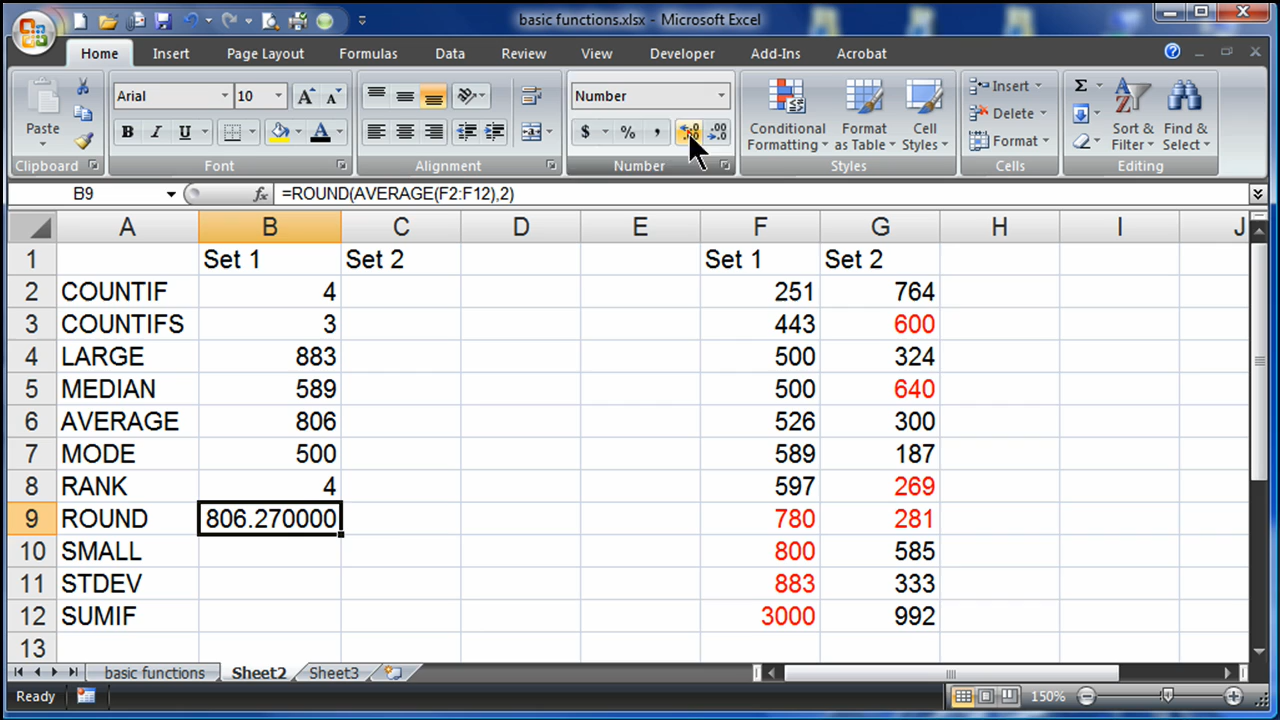 basic functions.xlsx - Microsoft Excel
Home Insert Page Layout Formulas Data Review View Developer Add-Ins Acrobat
Paste
Clipboard
Arial 10
B I U
Font
Alignment
Number
$ % ,
Number
Conditional Formatting
Format as Table
Cell Styles
Styles
Insert
Delete
Format
Cells
Σ
Sort & Filter
Find & Select
Editing
B9 fx =ROUND(AVERAGE(F2:F12),2)
A B C D E F G H I J
1 Set 1 Set 2 Set 1 Set 2
2 COUNTIF 4 251 764
3 COUNTIFS 3 443 600
4 LARGE 883 500 324
5 MEDIAN 589 500 640
6 AVERAGE 806 526 300
7 MODE 500 589 187
8 RANK 4 597 269
9 ROUND 806.270000 780 281
10 SMALL 800 585
11 STDEV 883 333
12 SUMIF 3000 992
13
basic functions Sheet2 Sheet3
Ready 150%